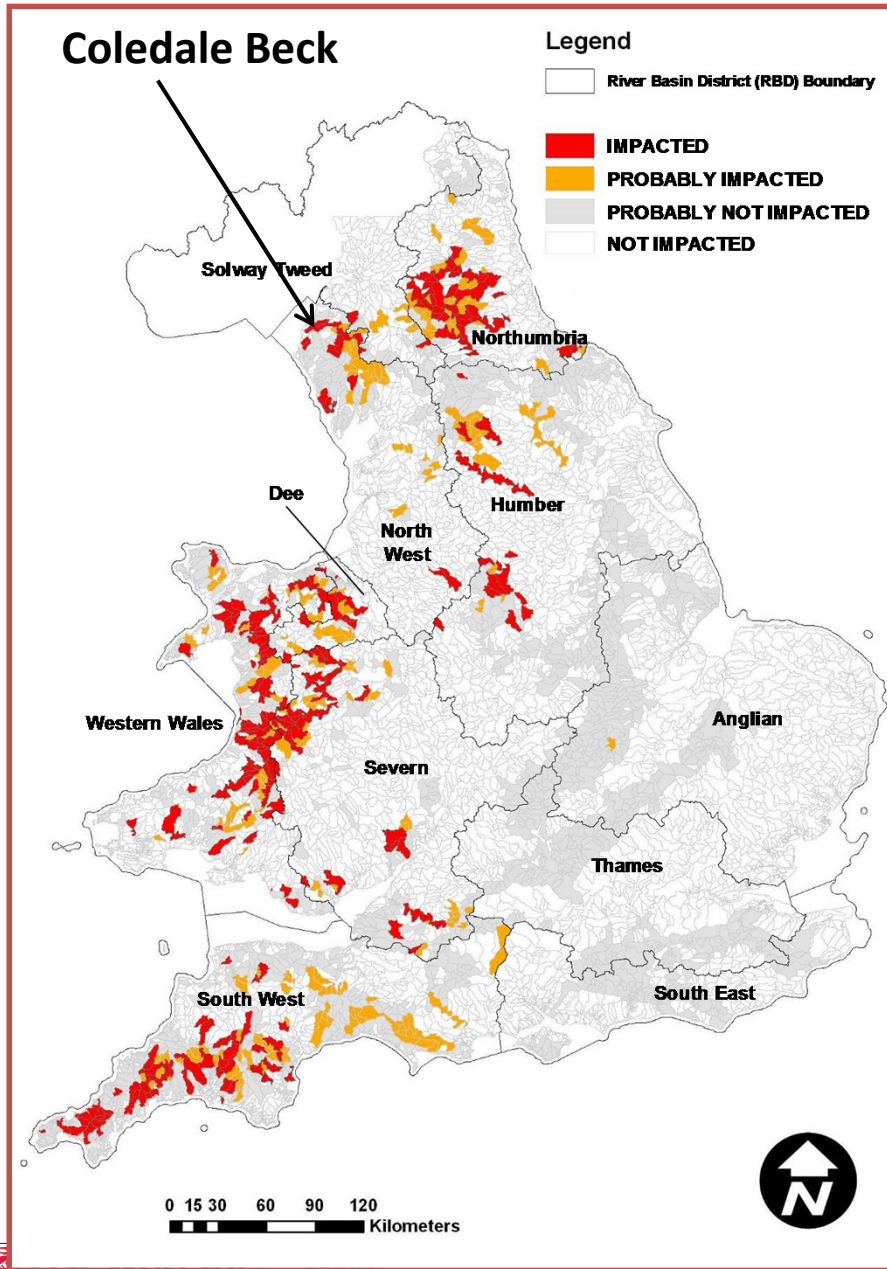 Coledale Beck
Legend
River Basin District (RBD) Boundary
IMPACTED
PROBABLY IMPACTED
PROBABLY NOT IMPACTED
NOT IMPACTED
Solway Tweed
Northumbria
Dee
Humber
North
West
Western Wales
Anglian
Severn
Thames
South West
South East
0 15 30 60 90 120
Kilometers
N